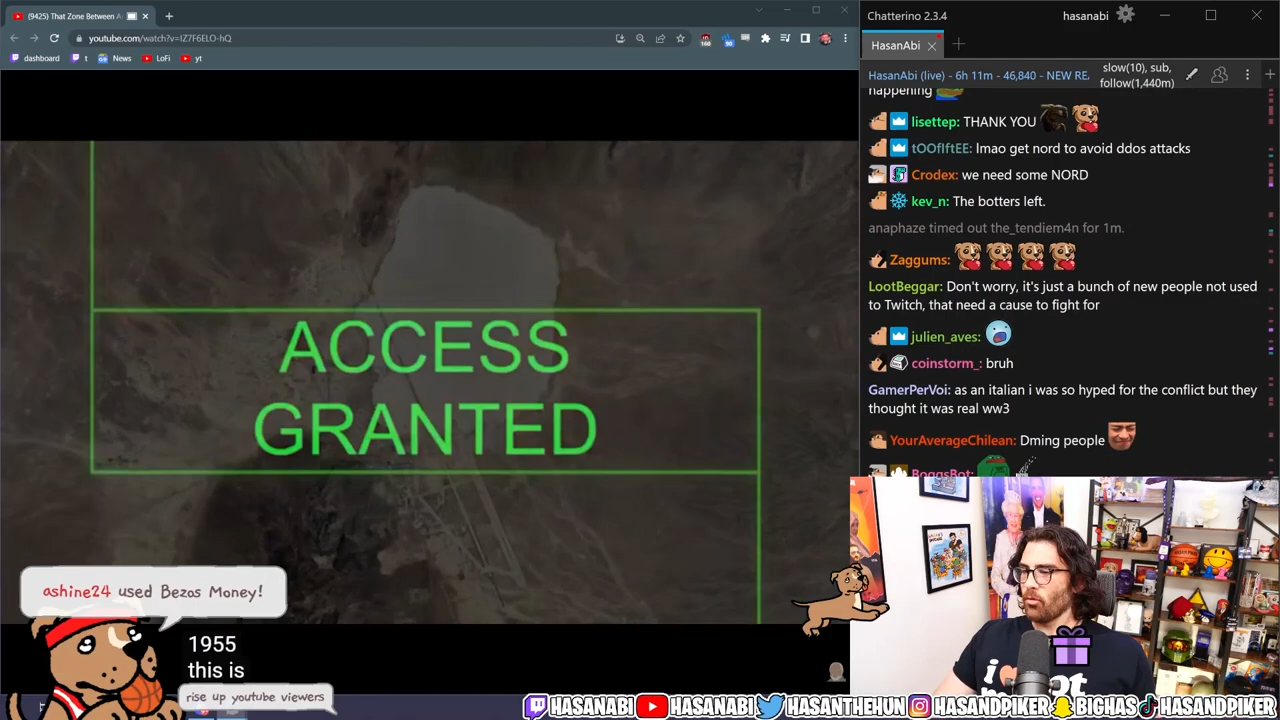 (9425) That Zone Between A
youtube.com/watch?v=IZ7F6ELO-hQ
dashboard
t
News
LoFi
yt
ACCESS
GRANTED
ashine24 used Bezos Money!
1955
this is
rise up youtube viewers
Chatterino 2.3.4
hasanabi
HasanAbi
HasanAbi (live) - 6h 11m - 46,840 - NEW RE.
slow(10), sub,
follow(1,440m)
happening
lisettep: THANK YOU
tOOfIftEE: lmao get nord to avoid ddos attacks
Crodex: we need some NORD
kev_n: The botters left.
anaphaze timed out the_tendiem4n for 1m.
Zaggums:
LootBeggar: Don't worry, it's just a bunch of new people not used
to Twitch, that need a cause to fight for
julien_aves:
coinstorm_: bruh
GamerPerVoi: as an italian i was so hyped for the conflict but they
thought it was real ww3
YourAverageChilean: Dming people
BoggsBot:
HASANABI
HASANABI
HASANTHEHUN
HASANDPIKER
BIGHAS
HASANDPIKER